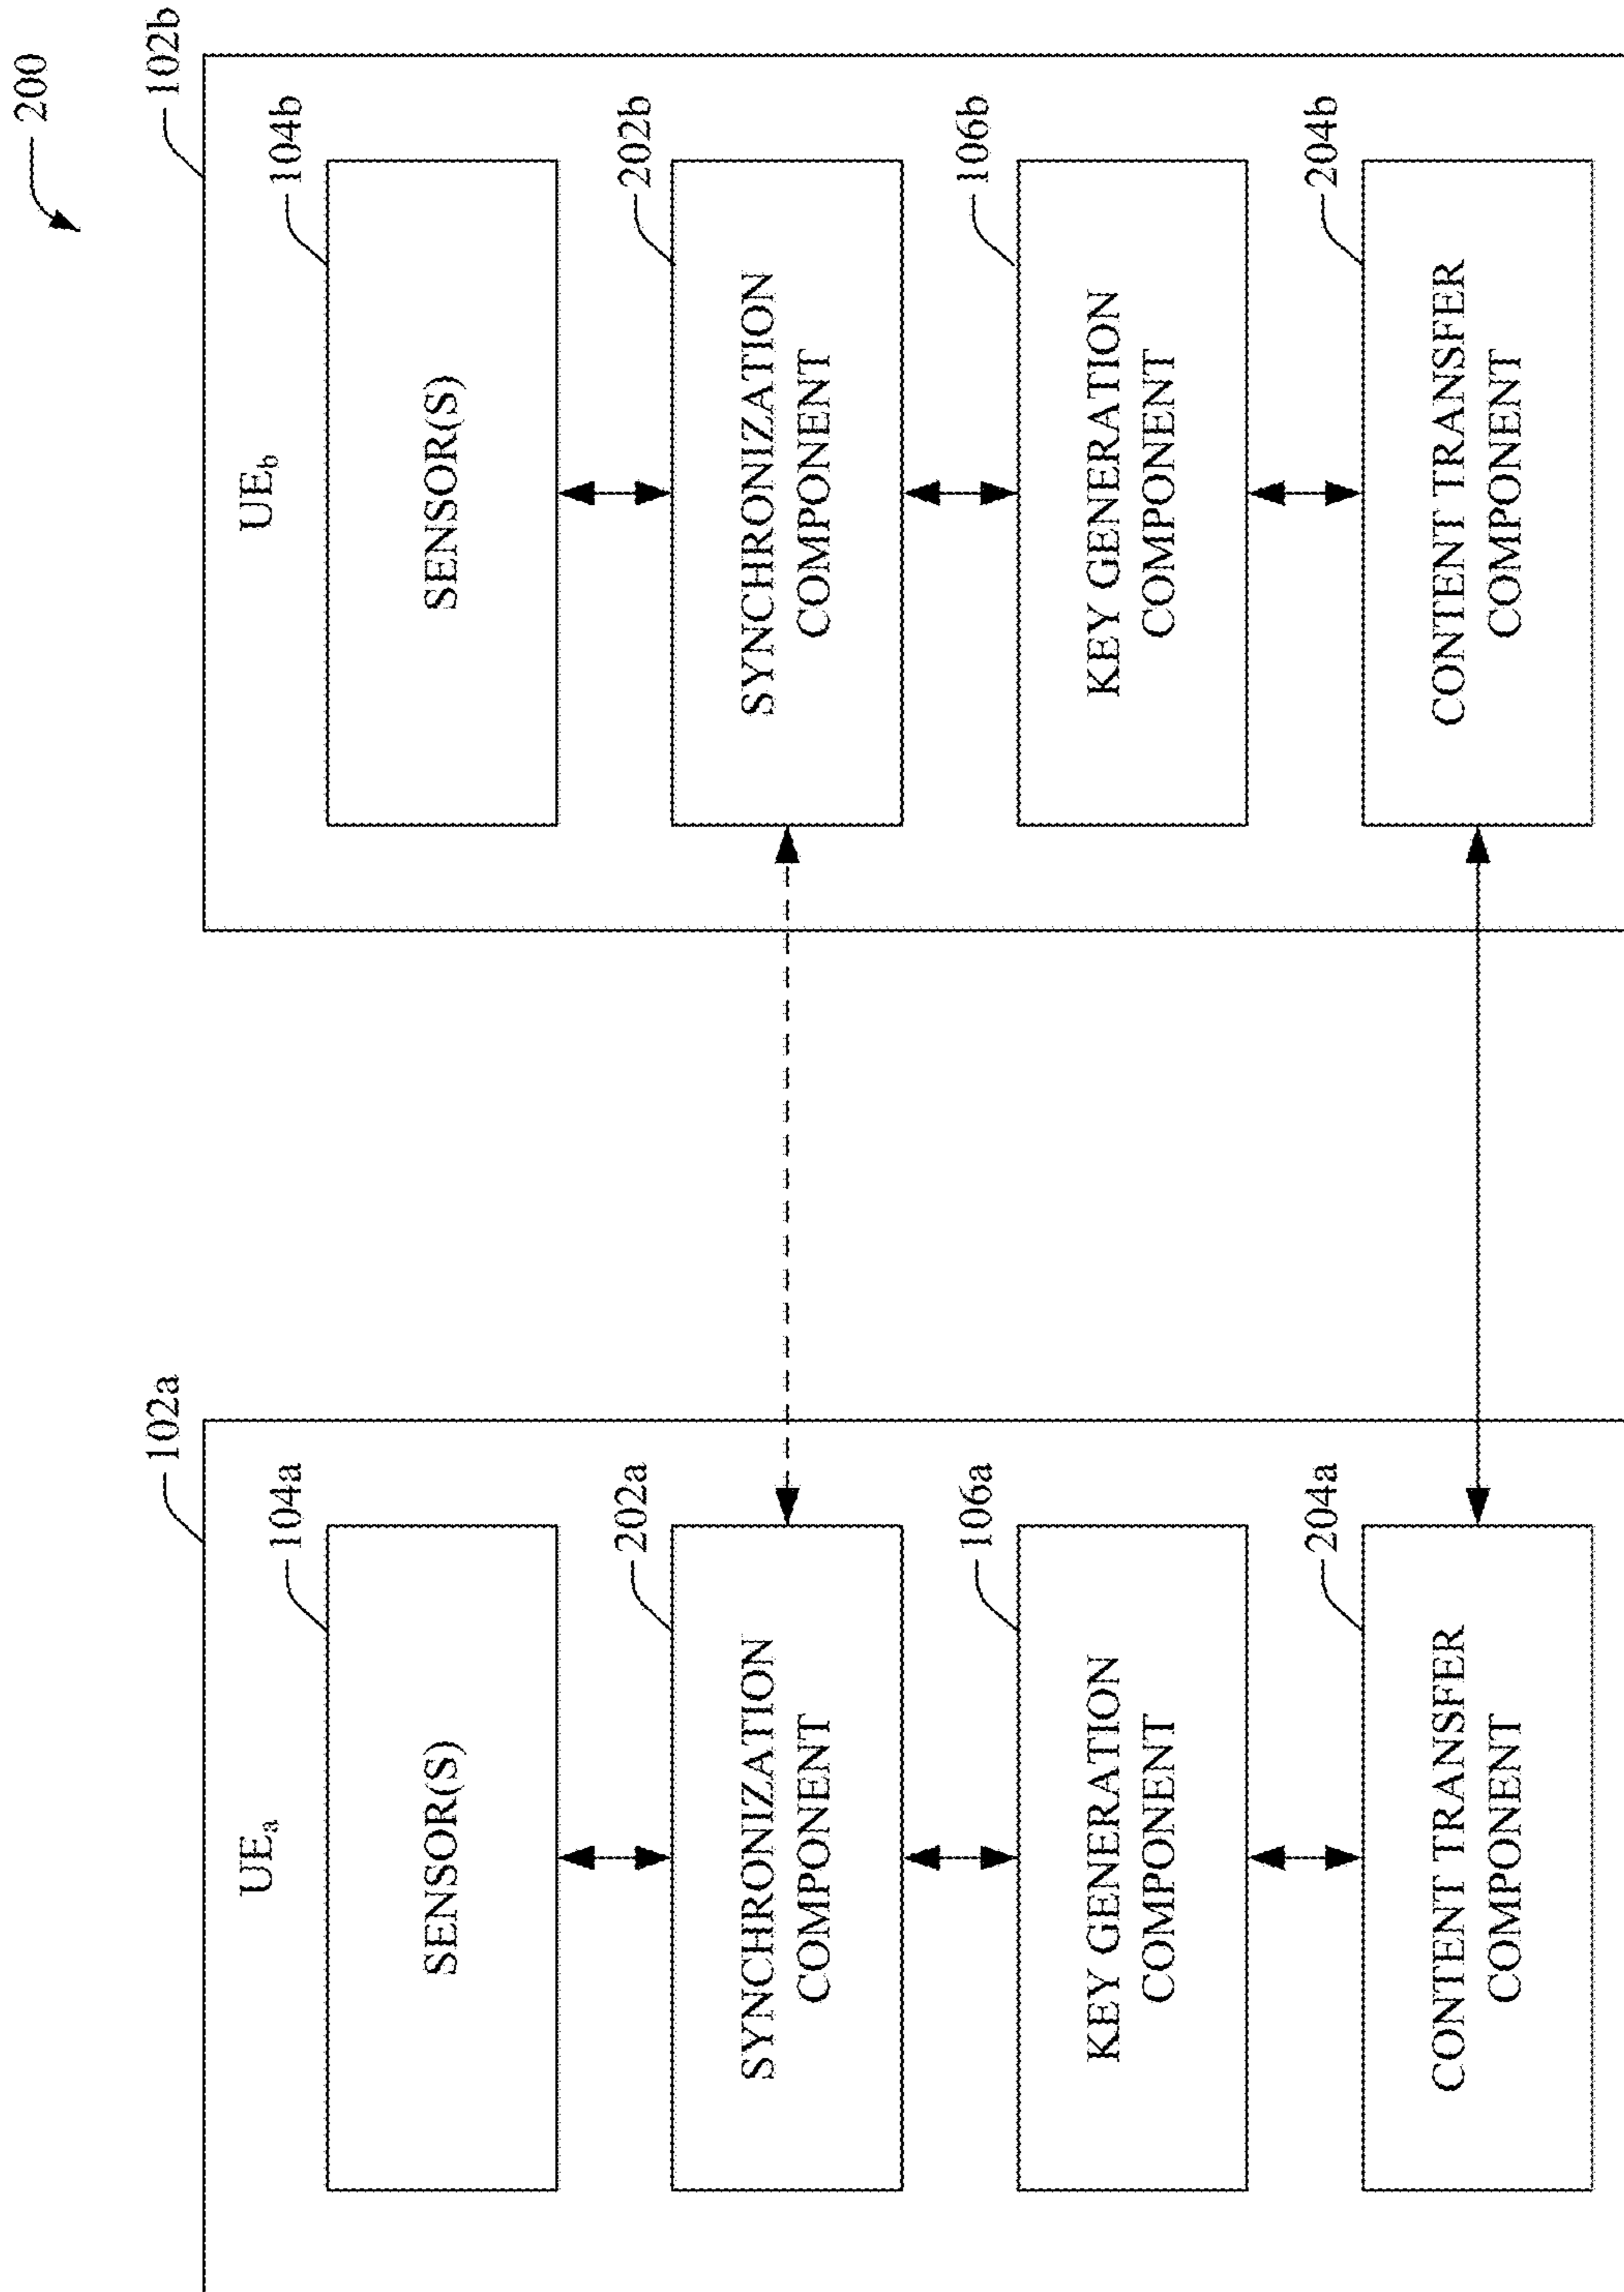 200
102a
UEa
104a
SENSOR(S)
202a
SYNCHRONIZATION
COMPONENT
106a
KEY GENERATION
COMPONENT
204a
CONTENT TRANSFER
COMPONENT
102b
UEb
104b
SENSOR(S)
202b
SYNCHRONIZATION
COMPONENT
106b
KEY GENERATION
COMPONENT
204b
CONTENT TRANSFER
COMPONENT